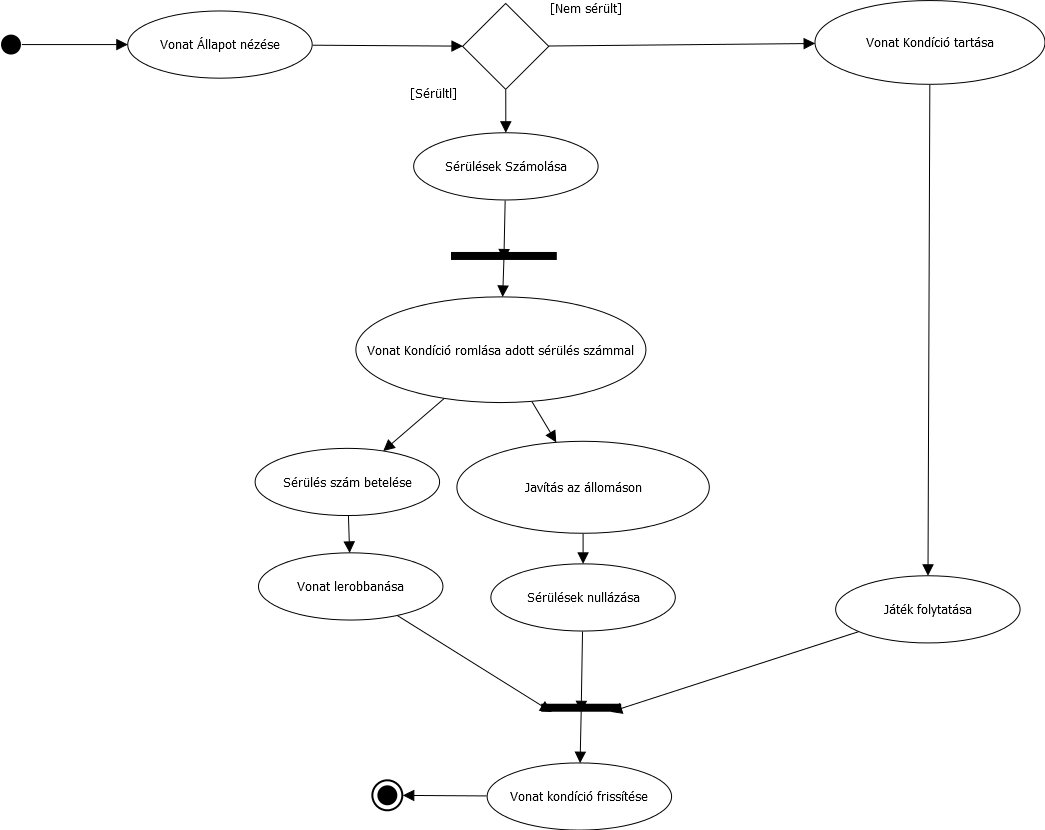 [Nem sérült]
Vonat Állapot nézése
Vonat Kondíció tartása
[Sérültl]
Sérülések Számolása
Vonat Kondíció romlása adott sérülés számmal
Sérülés szám betelése
Javítás az állomáson
Vonat lerobbanása
Sérülések nullázása
Játék folytatása
Vonat kondíció frissítése